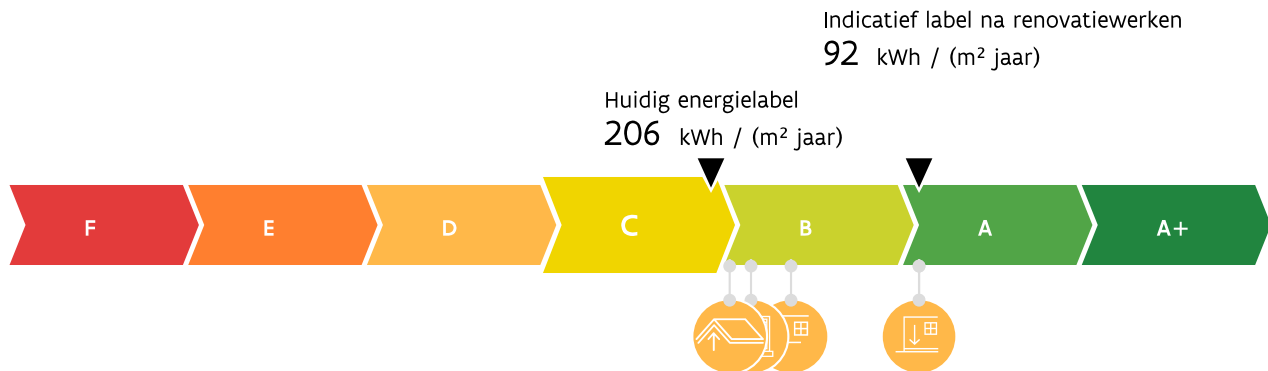 Indicatief label na renovatiewerken
92 kWh / (m² jaar)
Huidig energielabel
206 kWh / (m² jaar)
F E D C B A A+